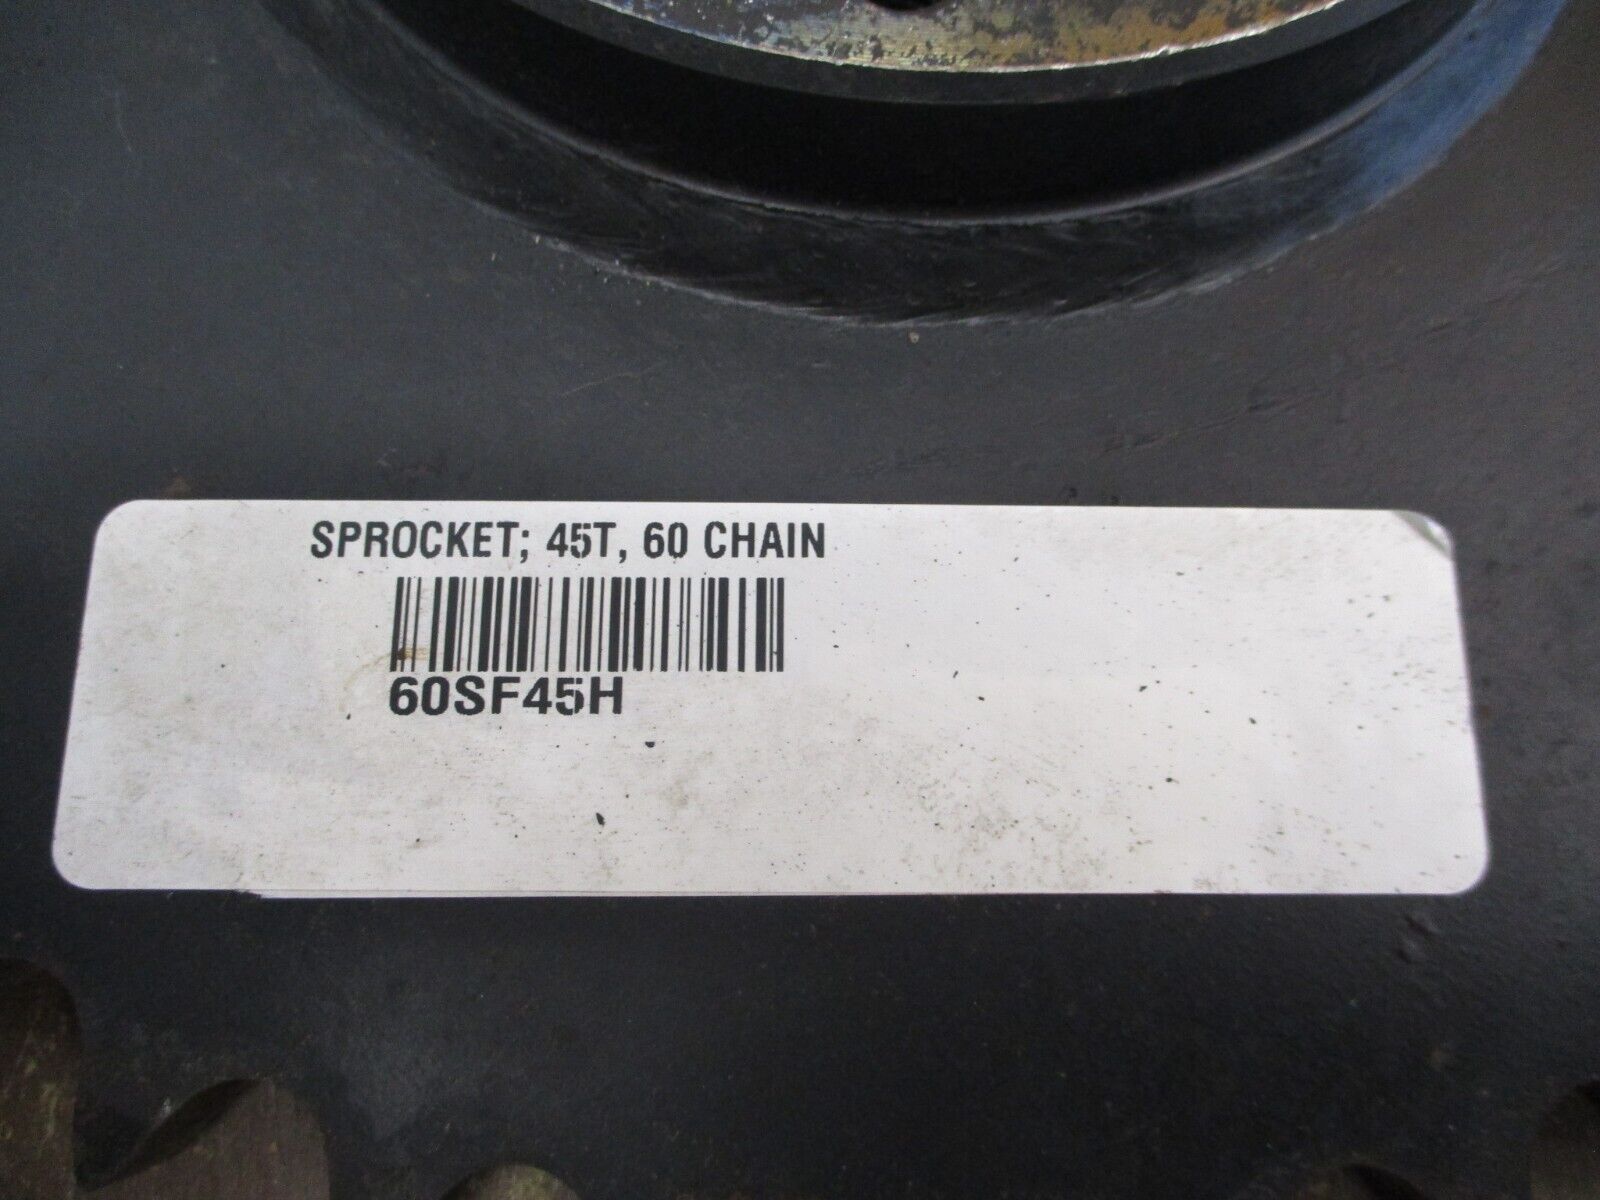 SPROCKET; 45T, 60 CHAIN
60SF45H